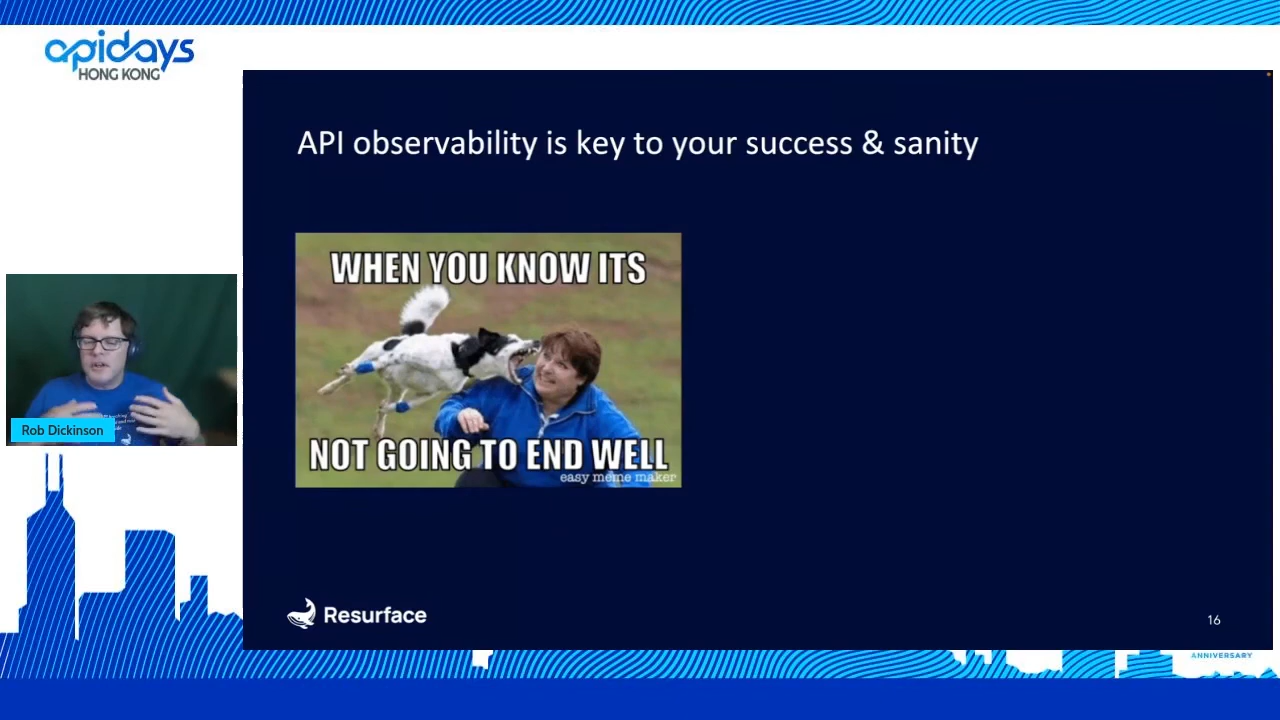 apidays
HONG KONG
API observability is key to your success & sanity
WHEN YOU KNOW ITS
NOT GOING TO END WELL
easy meme maker
Rob Dickinson
Resurface
16
ANNIVERSARY